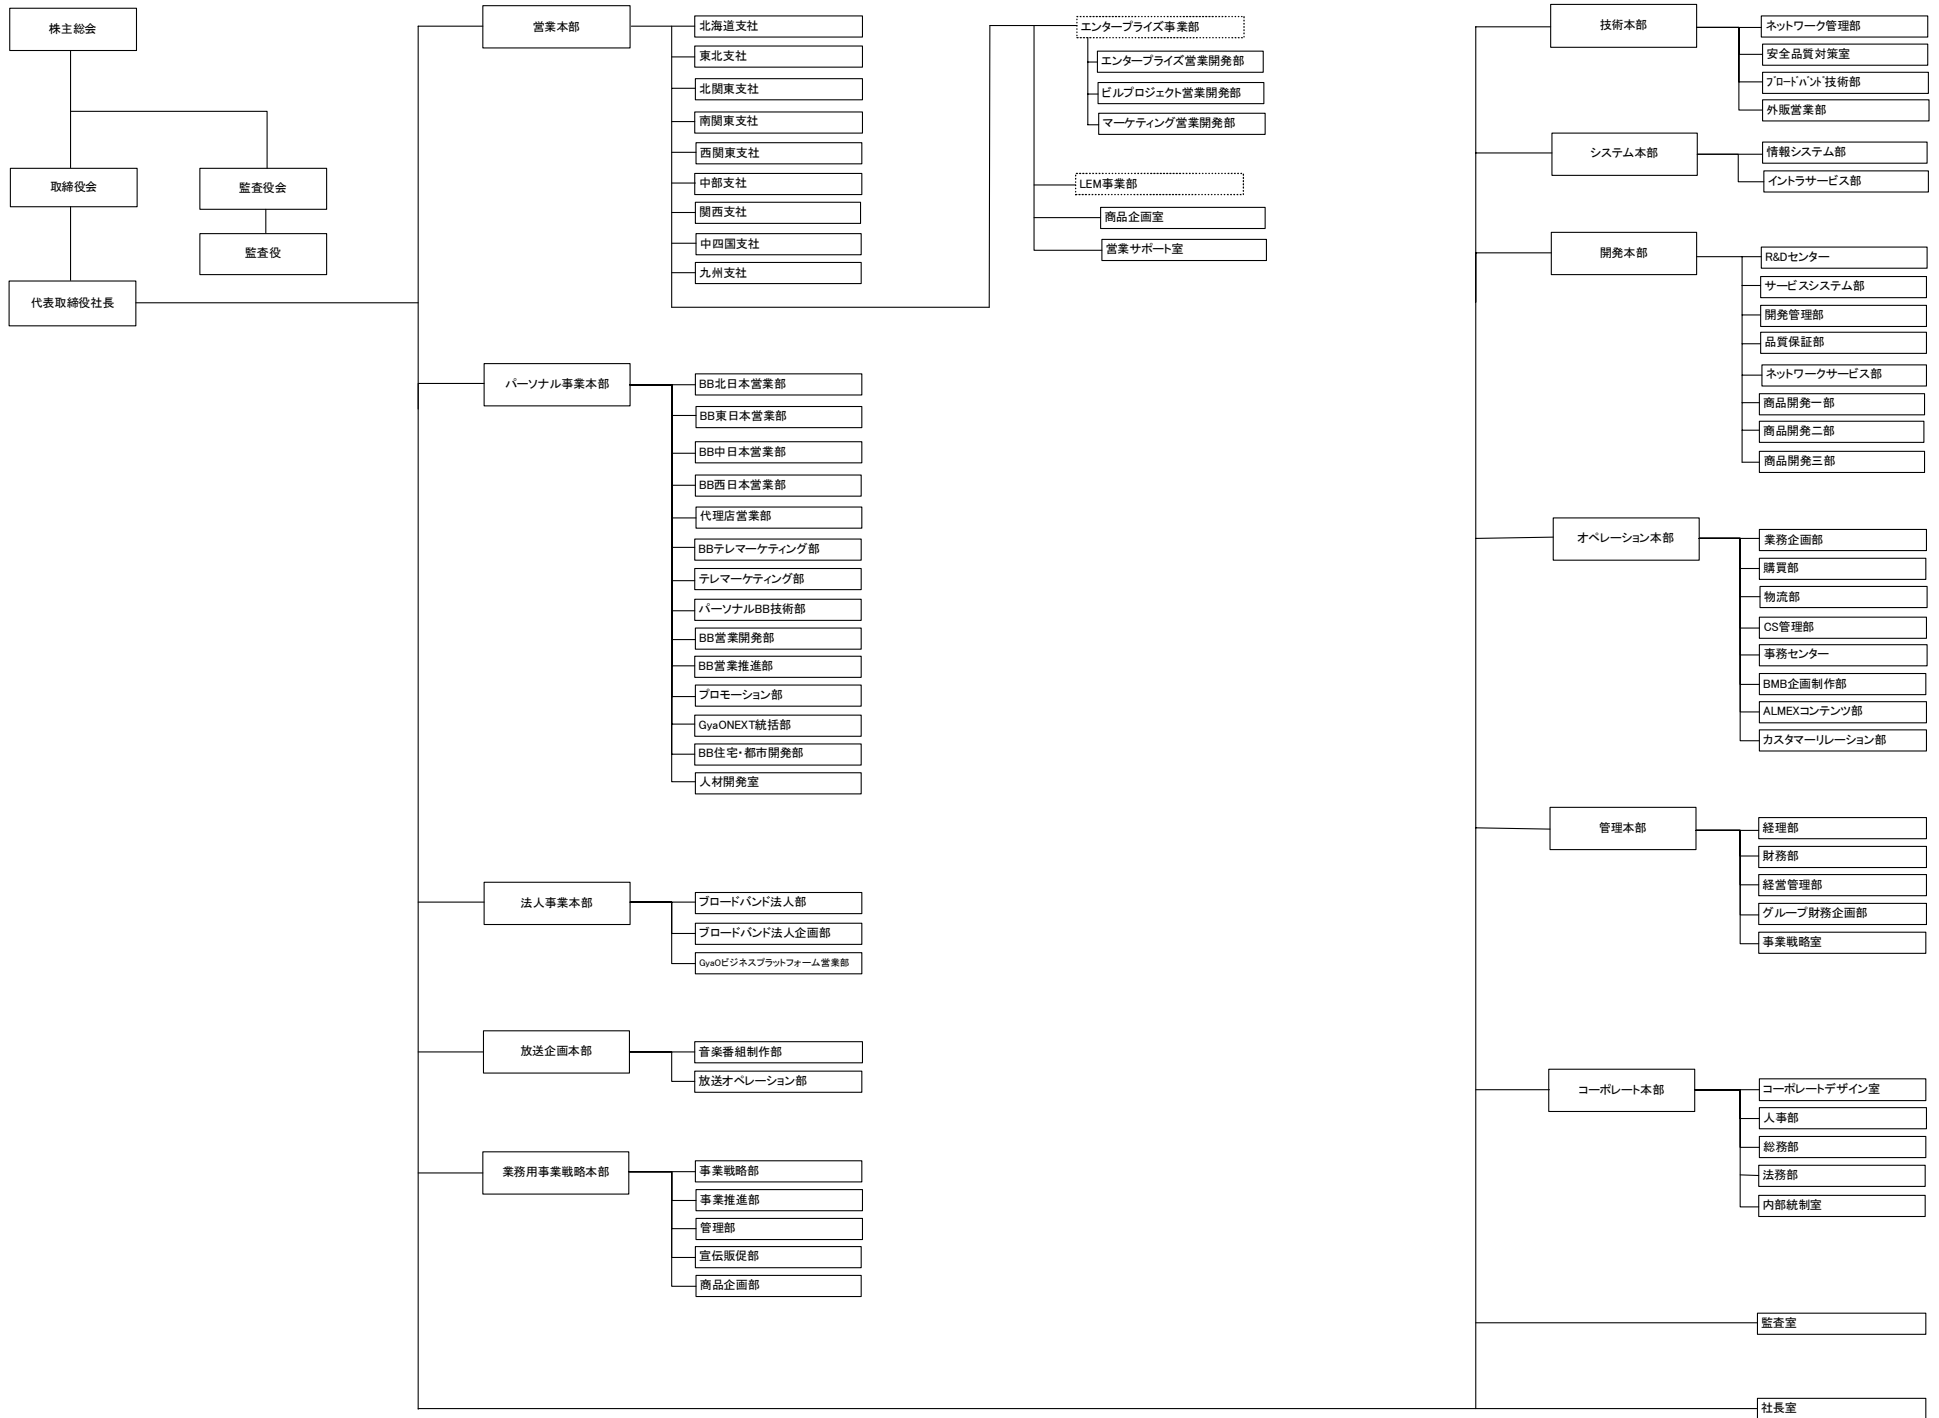 株主総会
取締役会
監査役会
監査役
代表取締役社長
営業本部
北海道支社
東北支社
北関東支社
南関東支社
西関東支社
中部支社
関西支社
中四国支社
九州支社
エンタープライズ事業部
エンタープライズ営業開発部
ビルプロジェクト営業開発部
マーケティング営業開発部
LEM事業部
商品企画室
営業サポート室
パーソナル事業本部
BB北日本営業部
BB東日本営業部
BB中日本営業部
BB西日本営業部
代理店営業部
BBテレマーケティング部
テレマーケティング部
パーソナルBB技術部
BB営業開発部
BB営業推進部
プロモーション部
GyaONEXT統括部
BB住宅・都市開発部
人材開発室
法人事業本部
ブロードバンド法人部
ブロードバンド法人企画部
GyaOビジネスプラットフォーム営業部
放送企画本部
音楽番組制作部
放送オペレーション部
業務用事業戦略本部
事業戦略部
事業推進部
管理部
宣伝販促部
商品企画部
技術本部
ネットワーク管理部
安全品質対策室
ブロードバンド技術部
外販営業部
システム本部
情報システム部
イントラサービス部
開発本部
R&Dセンター
サービスシステム部
開発管理部
品質保証部
ネットワークサービス部
商品開発一部
商品開発二部
商品開発三部
オペレーション本部
業務企画部
購買部
物流部
CS管理部
事務センター
BMB企画制作部
ALMEXコンテンツ部
カスタマーリレーション部
管理本部
経理部
財務部
経営管理部
グループ財務企画部
事業戦略室
コーポレート本部
コーポレートデザイン室
人事部
総務部
法務部
内部統制室
監査室
社長室